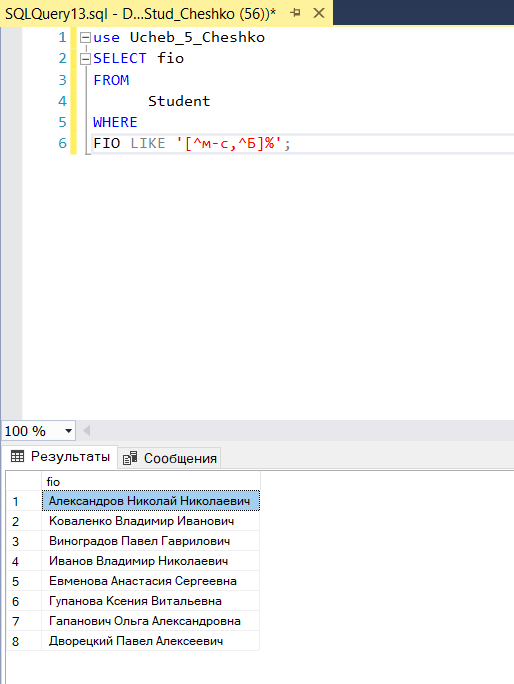 SQLQuery13.sql - D...Stud_Cheshko (56))*
1 use Ucheb_5_Cheshko
2 SELECT fio
3 FROM
4 Student
5 WHERE
6 FIO LIKE '[^м-с,^Б]%';
100 %
Результаты Сообщения
fio
1 Александров Николай Николаевич
2 Коваленко Владимир Иванович
3 Виноградов Павел Гаврилович
4 Иванов Владимир Николаевич
5 Евменова Анастасия Сергеевна
6 Гупанова Ксения Витальевна
7 Гапанович Ольга Александровна
8 Дворецкий Павел Алексеевич